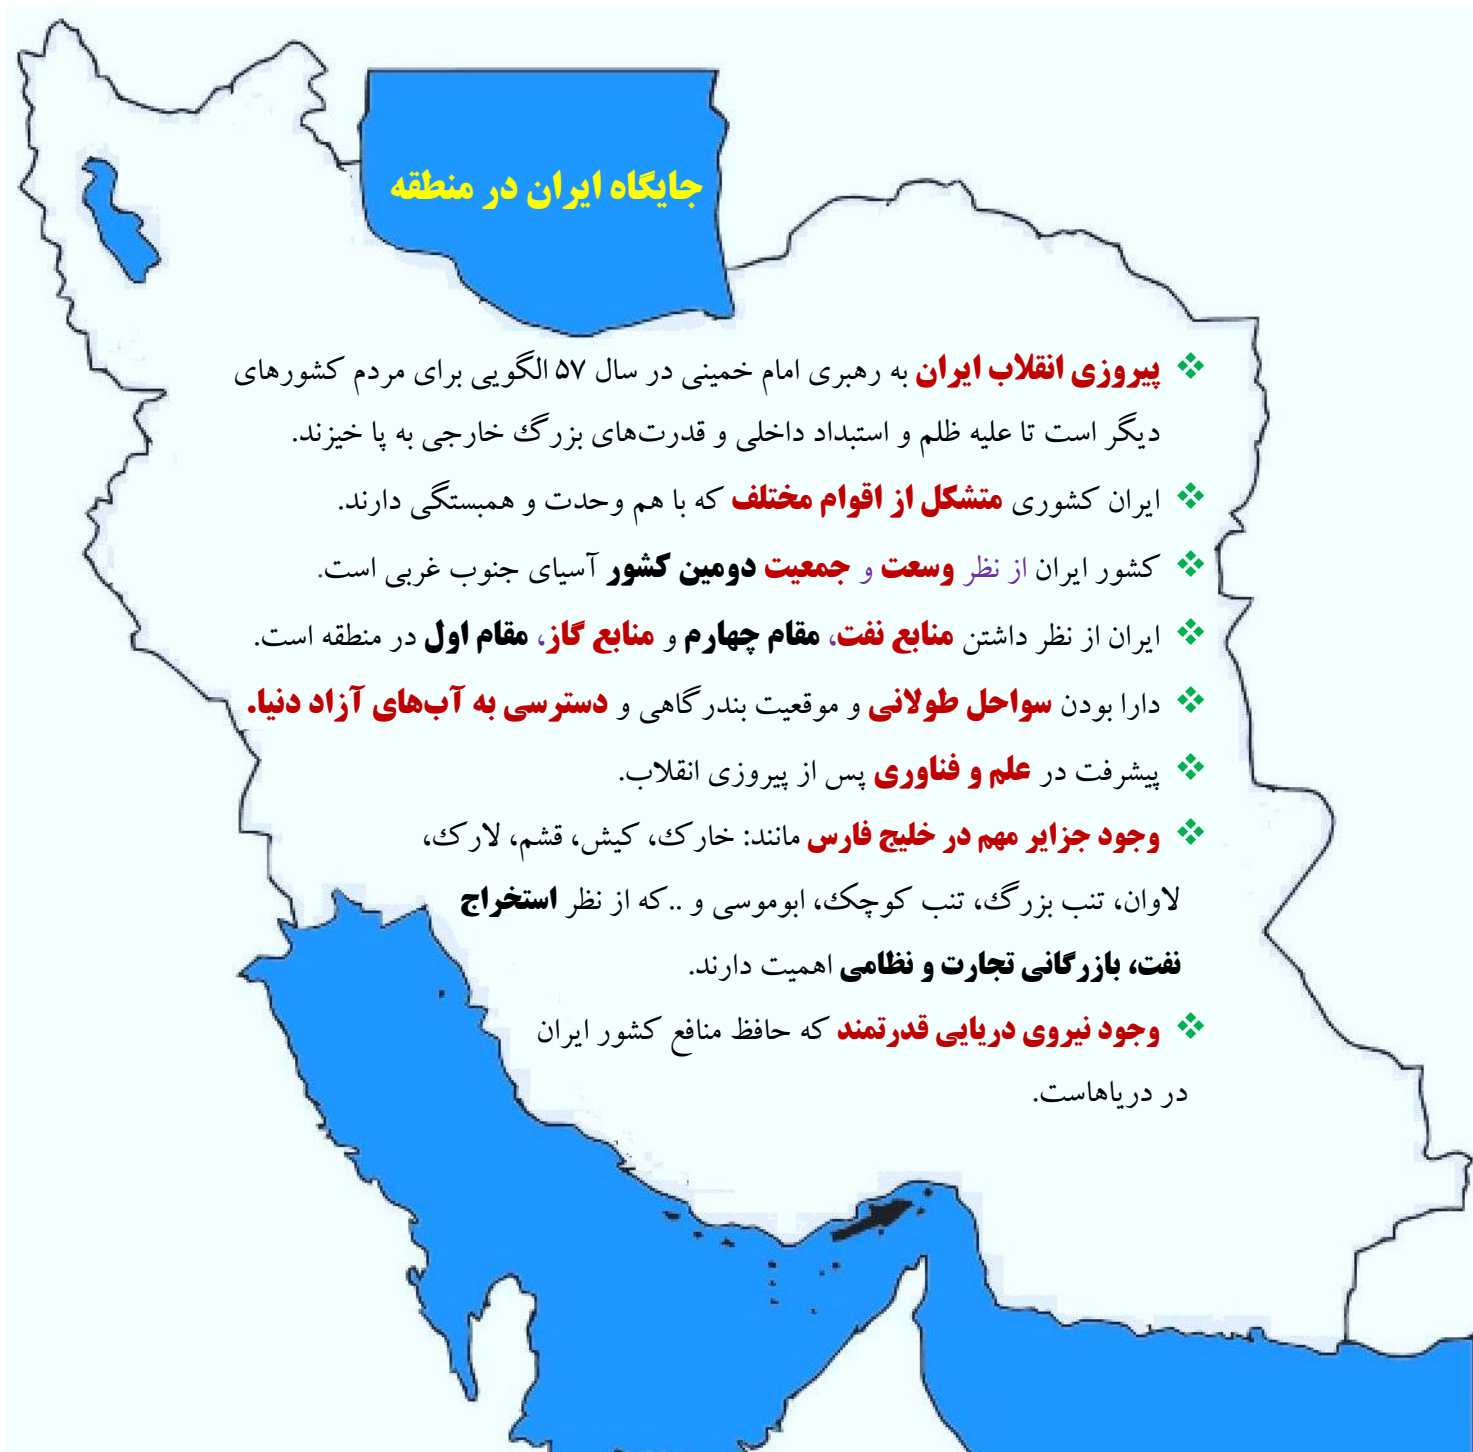 جایگاه ایران در منطقه
❖ پیروزی انقلاب ایران به رهبری امام خمینی در سال ۵۷ الگویی برای مردم کشورهای
دیگر است تا علیه ظلم و استبداد داخلی و قدرت‌های بزرگ خارجی به پا خیزند.
❖ ایران کشوری متشکل از اقوام مختلف که با هم وحدت و همبستگی دارند.
❖ کشور ایران از نظر وسعت و جمعیت دومین کشور آسیای جنوب غربی است.
❖ ایران از نظر داشتن منابع نفت، مقام چهارم و منابع گاز، مقام اول در منطقه است.
❖ دارا بودن سواحل طولانی و موقعیت بندرگاهی و دسترسی به آب‌های آزاد دنیا.
❖ پیشرفت در علم و فناوری پس از پیروزی انقلاب.
❖ وجود جزایر مهم در خلیج فارس مانند: خارک، کیش، قشم، لارک،
لاوان، تنب بزرگ، تنب کوچک، ابوموسی و ..که از نظر استخراج
نفت، بازرگانی تجارت و نظامی اهمیت دارند.
❖ وجود نیروی دریایی قدرتمند که حافظ منافع کشور ایران
در دریاهاست.